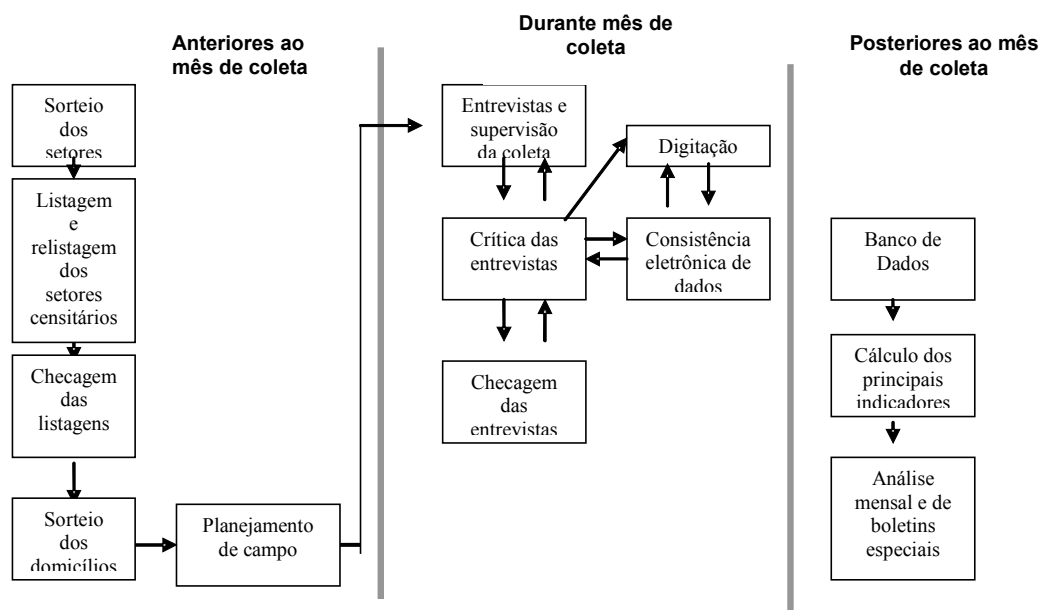 Anteriores ao
mês de coleta
Sorteio
dos
setores
Listagem
e
relistagem
dos
setores
censitários
Checagem
das
listagens
Sorteio
dos
domicílios
Planejamento
de campo
Durante mês de
coleta
Entrevistas e
supervisão
da coleta
Digitação
Crítica das
entrevistas
Consistência
eletrônica de
dados
Checagem
das
entrevistas
Posteriores ao mês
de coleta
Banco de
Dados
Cálculo dos
principais
indicadores
Análise
mensal e de
boletins
especiais